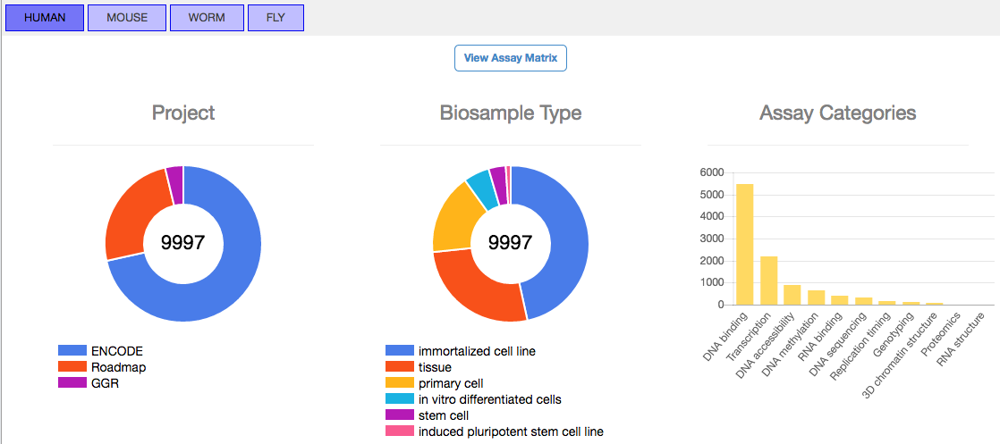 HUMAN MOUSE WORM FLY
View Assay Matrix
Project
9997
ENCODE
Roadmap
GGR
Biosample Type
9997
immortalized cell line
tissue
primary cell
in vitro differentiated cells
stem cell
induced pluripotent stem cell line
Assay Categories
6000
5000
4000
3000
2000
1000
0
DNA binding
Transcription
DNA accessibility
DNA methylation
RNA binding
DNA sequencing
Replication timing
Genotyping
3D chromatin structure
Proteomics
RNA structure